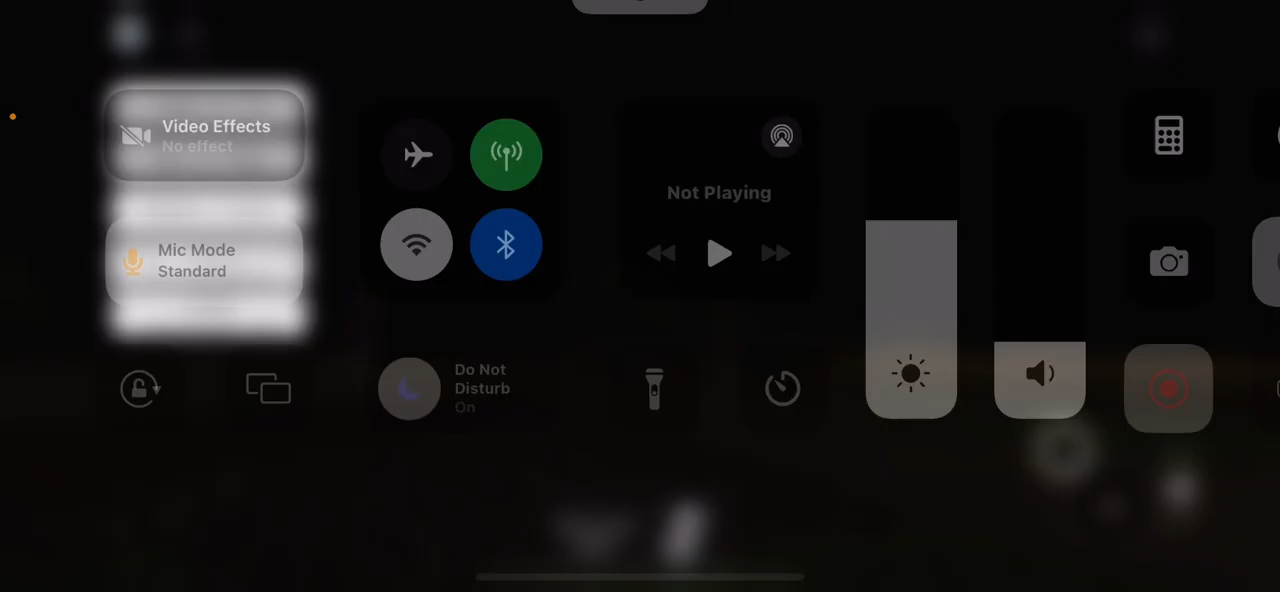 Video Effects
No effect
Mic Mode
Standard
Not Playing
Do Not
Disturb
On